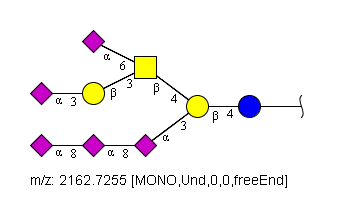 α
6
α 3
β
3
β
4
β 4
3
α
α 8
α 8
m/z: 2162.7255 [MONO,Und,0,0,freeEnd]